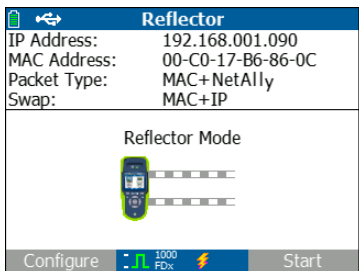 Reflector
IP Address: 192.168.001.090
MAC Address: 00-C0-17-B6-86-0C
Packet Type: MAC+NetAlly
Swap: MAC+IP
Reflector Mode
Configure 1000 FDx Start